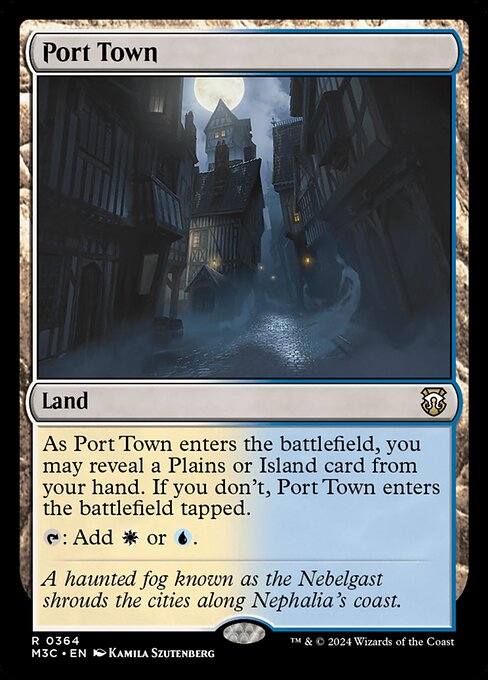 Port Town
Land
As Port Town enters the battlefield, you
may reveal a Plains or Island card from
your hand. If you don't, Port Town enters
the battlefield tapped.
: Add or .
A haunted fog known as the Nebelgast
shrouds the cities along Nephalia's coast.
R 0364
M3C • EN Kamila Szutenberg
™ & © 2024 Wizards of the Coast